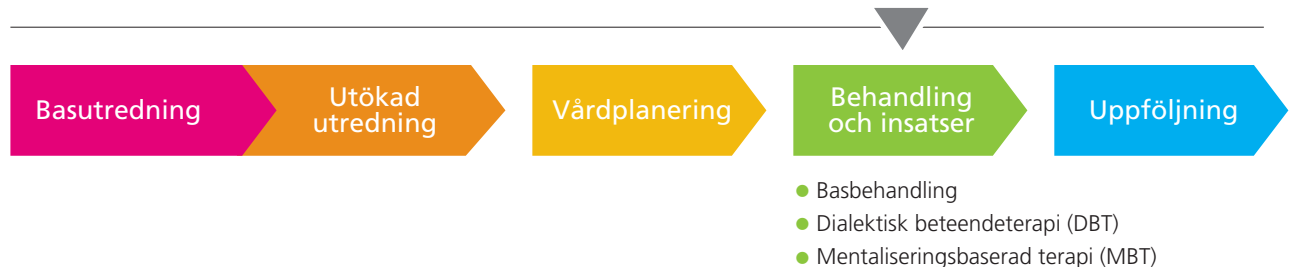 Basutredning
Utökad
utredning
Vårdplanering
Behandling
och insatser
Uppföljning
Basbehandling
Dialektisk beteendeterapi (DBT)
Mentaliseringsbaserad terapi (MBT)